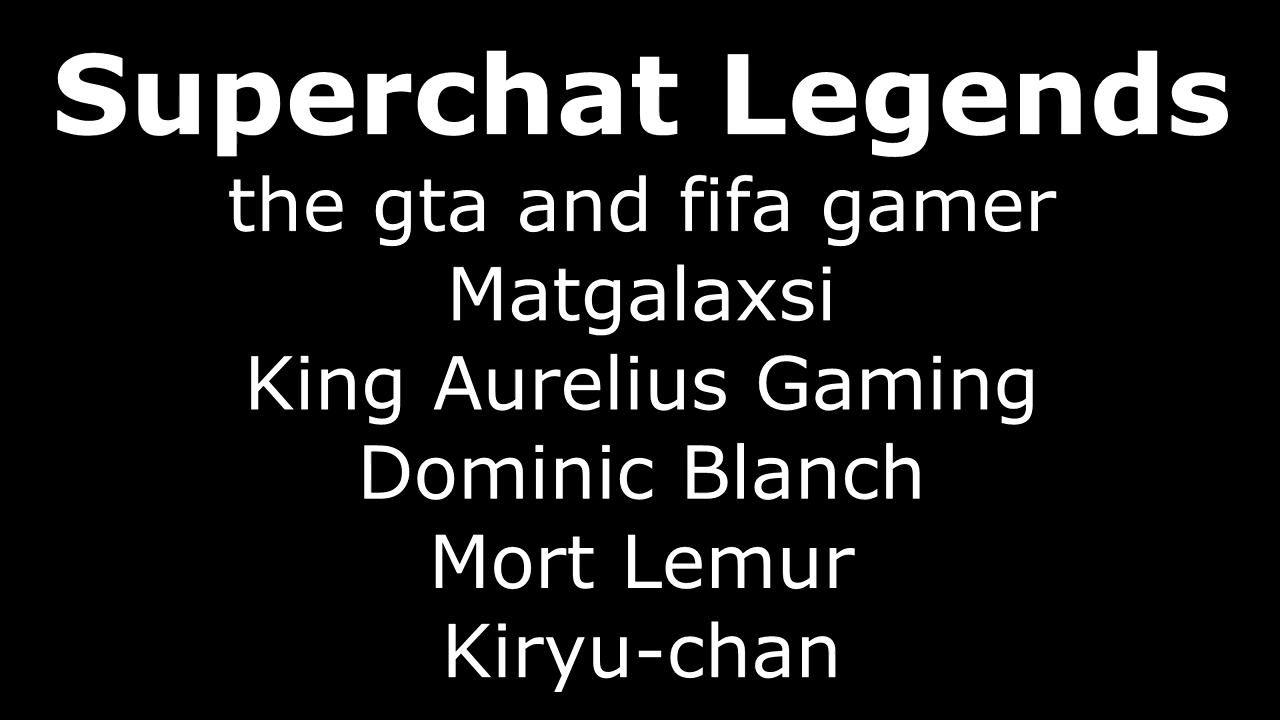 Superchat Legends
the gta and fifa gamer
Matgalaxsi
King Aurelius Gaming
Dominic Blanch
Mort Lemur
Kiryu-chan